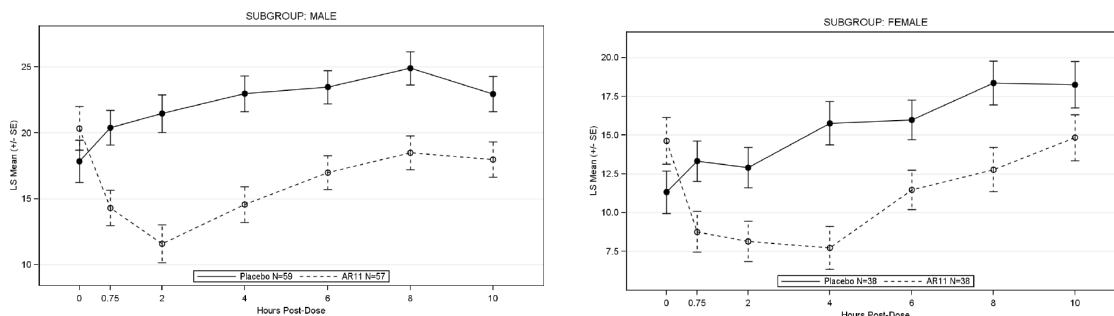 SUBGROUP: MALE
LS Mean (+/- SE)
25
20
15
10
Placebo N=59 AR11 N=57
0 0.75 2 4 6 8 10
Hours Post-Dose
SUBGROUP: FEMALE
LS Mean (+/- SE)
20.0
17.5
15.0
12.5
10.0
7.5
Placebo N=38 AR11 N=38
0 0.75 2 4 6 8 10
Hours Post-Dose